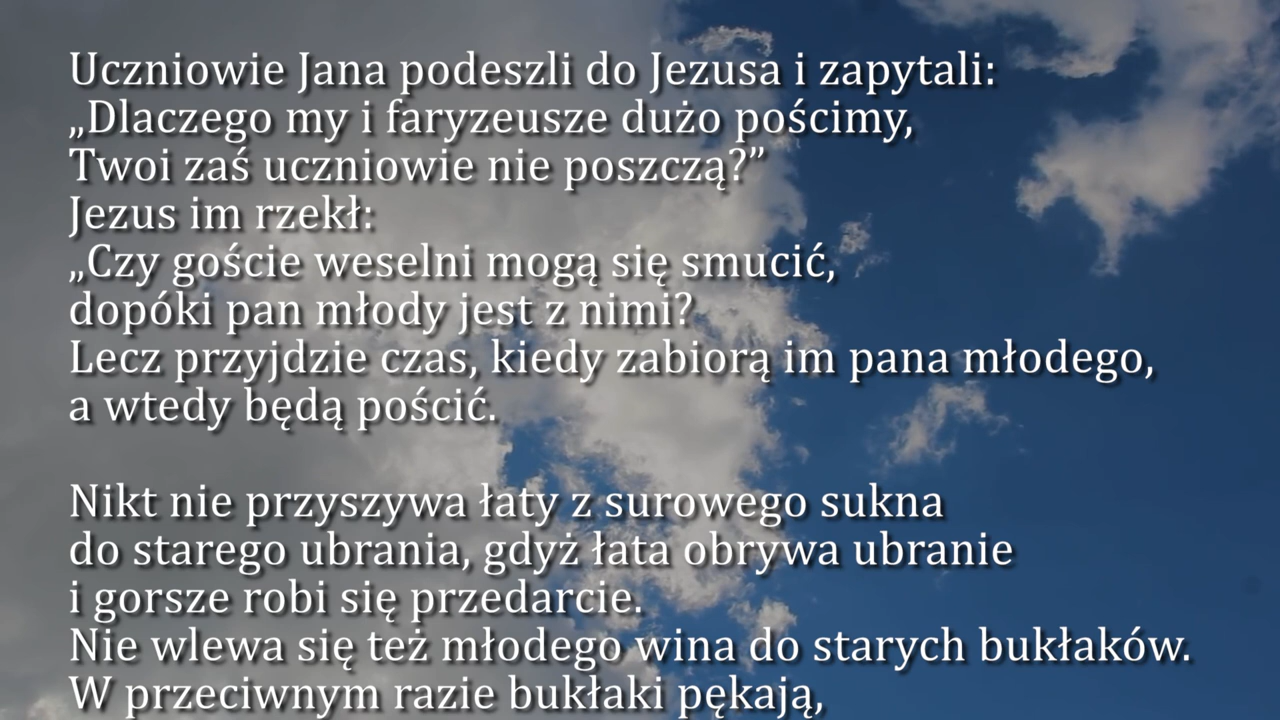 Uczniowie Jana podeszli do Jezusa i zapytali:
„Dlaczego my i faryzeusze dużo pościmy,
Twoi zaś uczniowie nie poszczą?”
Jezus im rzekł:
„Czy goście weselni mogą się smucić,
dopóki pan młody jest z nimi?
Lecz przyjdzie czas, kiedy zabiorą im pana młodego,
a wtedy będą pościć.
Nikt nie przyszywa łaty z surowego sukna
do starego ubrania, gdyż łata obrywa ubranie
i gorsze robi się przedarcie.
Nie wlewa się też młodego wina do starych bukłaków.
W przeciwnym razie bukłaki pękają,